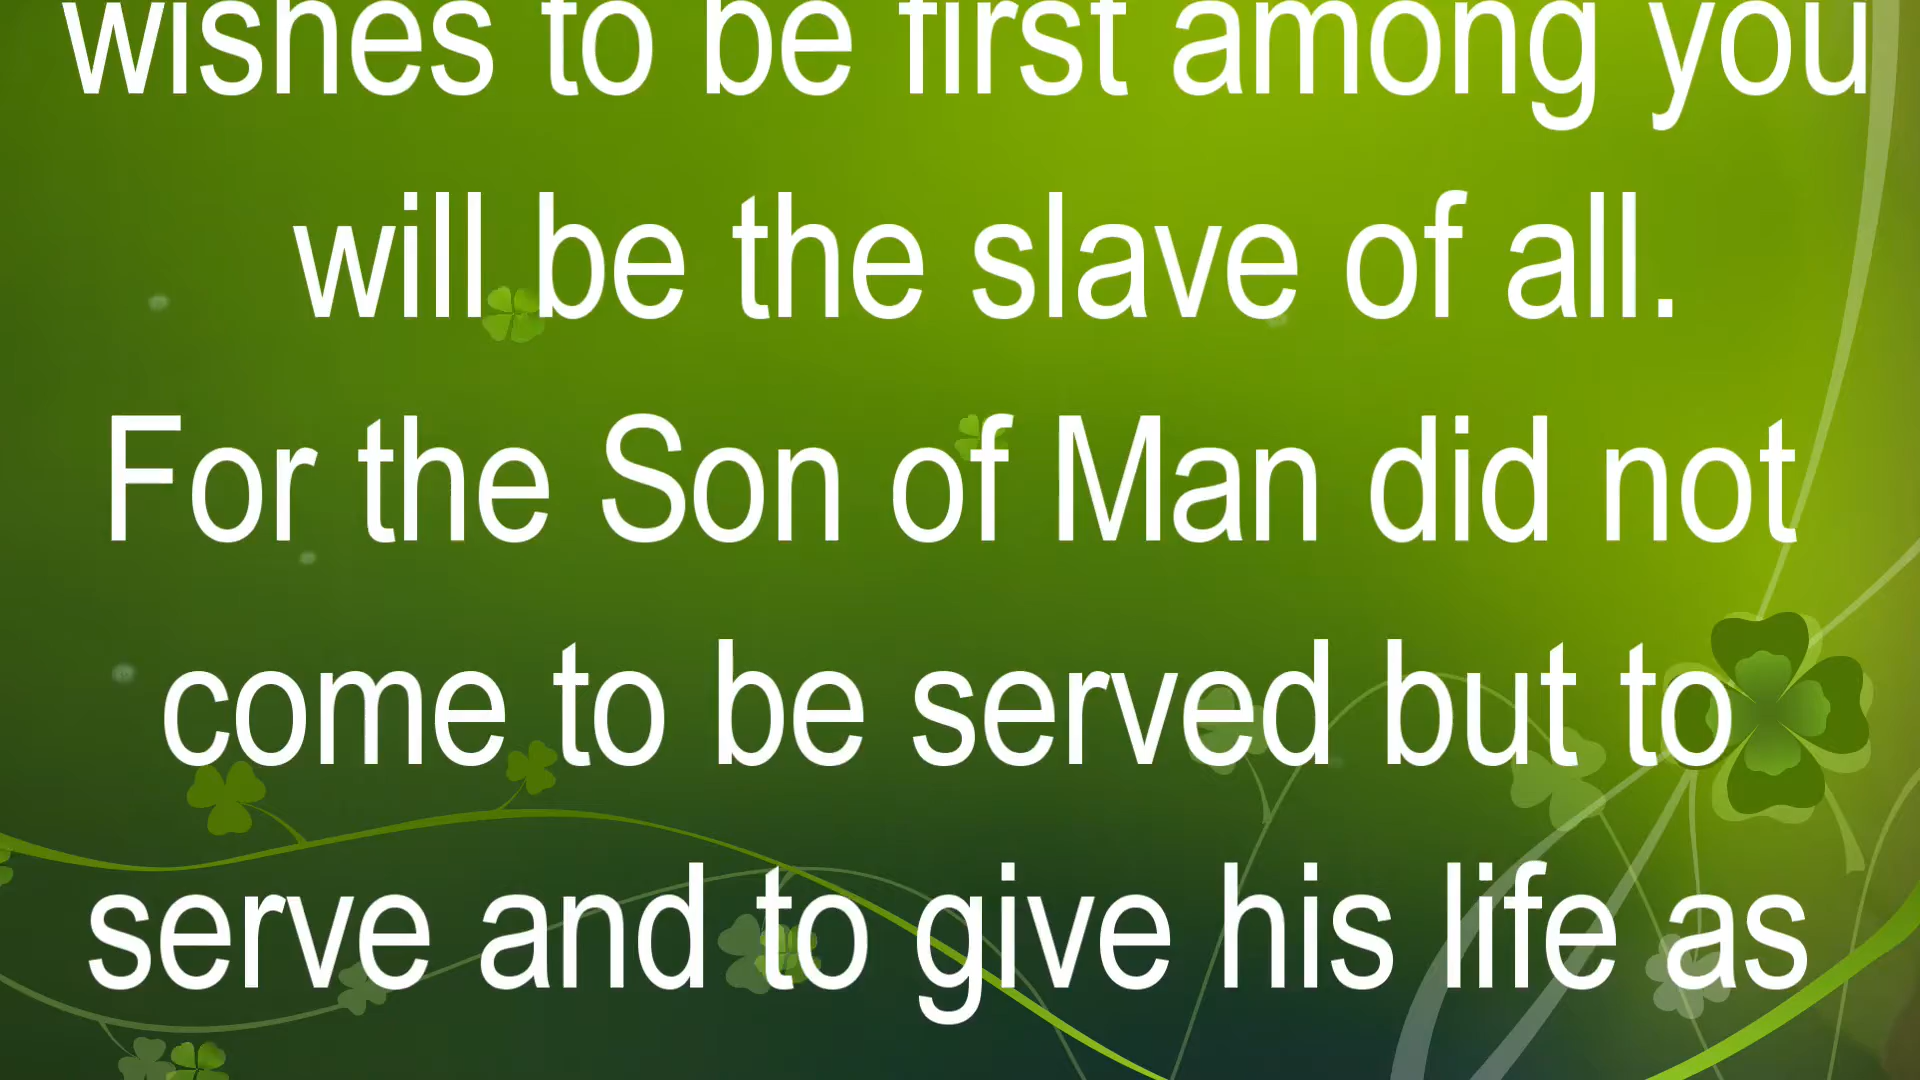 wishes to be first among you
will be the slave of all.
For the Son of Man did not
come to be served but to
serve and to give his life as